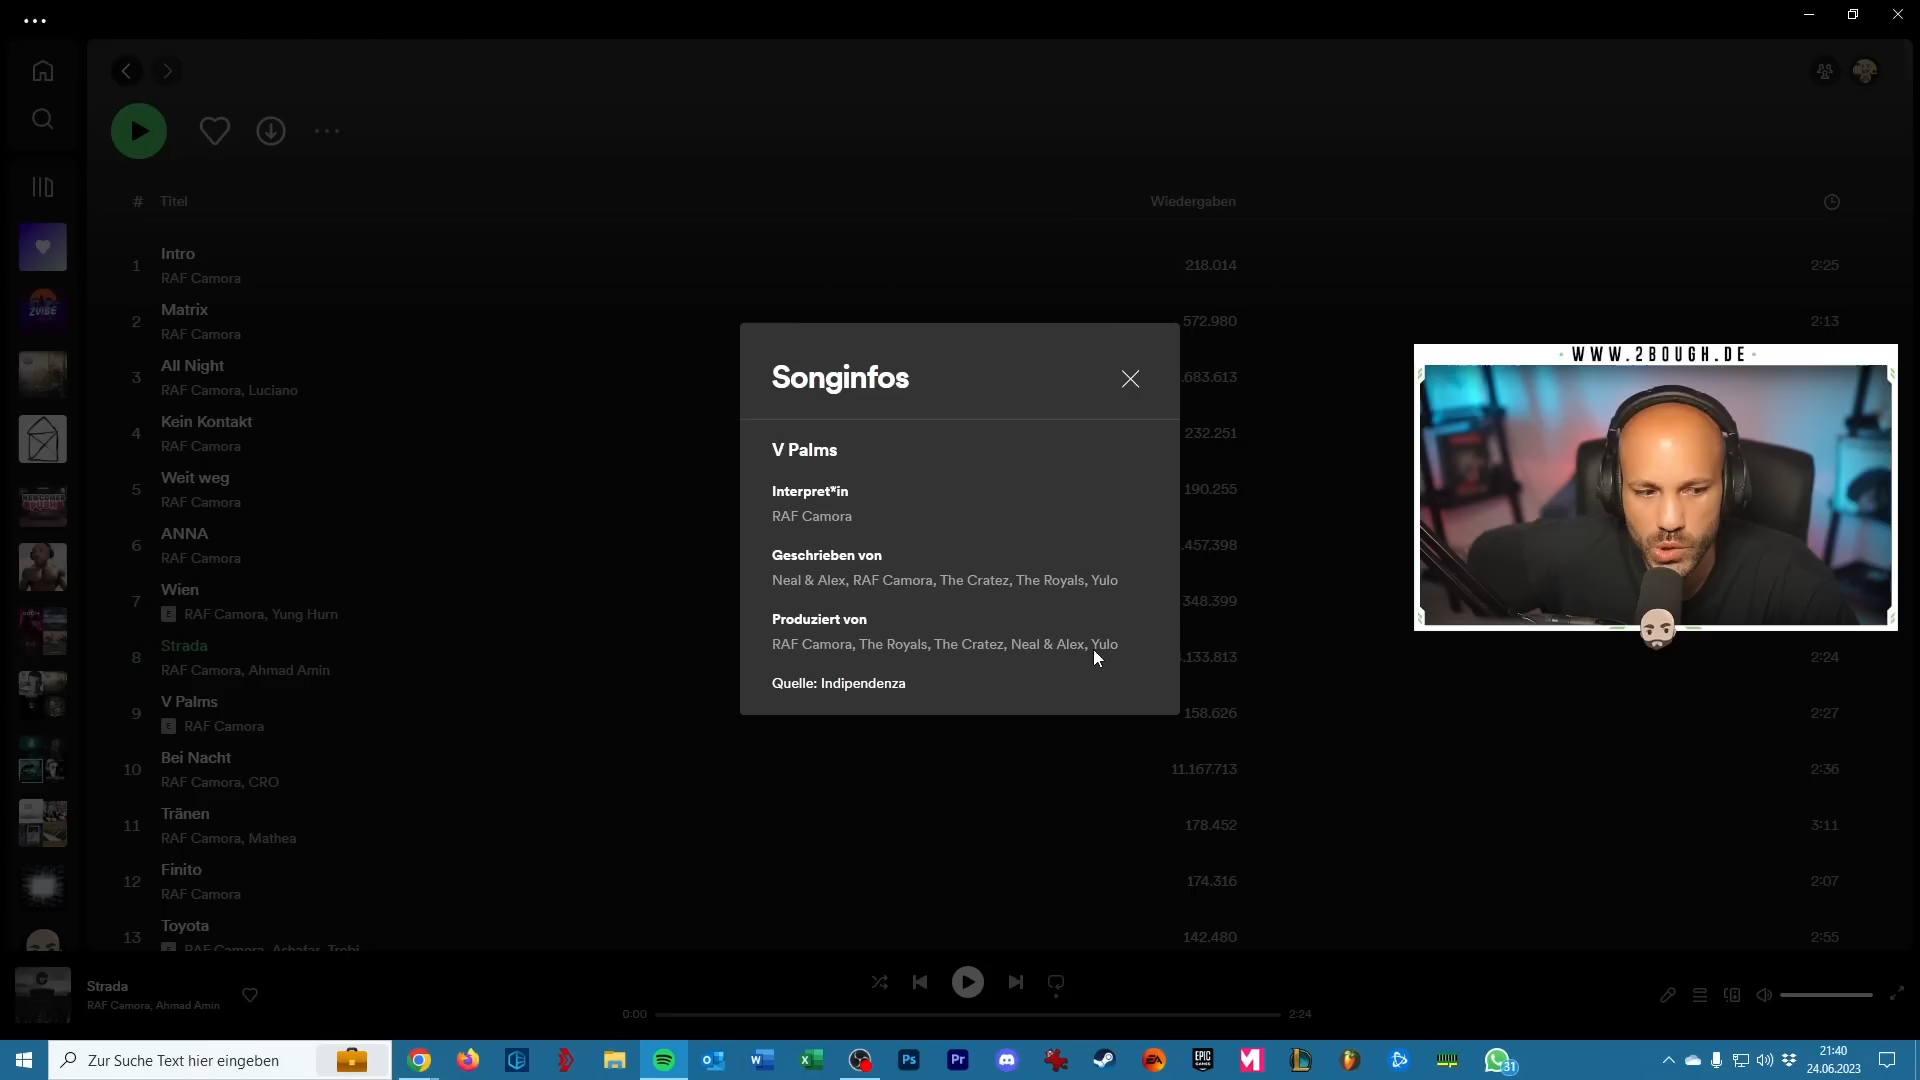 # Titel Wiedergaben
1 Intro
RAF Camora
218.014 2:25
2 Matrix
RAF Camora
572.980 2:13
3 All Night
RAF Camora, Luciano
.683.613
4 Kein Kontakt
RAF Camora
232.251
5 Weit weg
RAF Camora
190.255
6 ANNA
RAF Camora
.457.398
7 Wien
E RAF Camora, Yung Hurn
348.399
8 Strada
RAF Camora, Ahmad Amin
.133.813 2:24
9 V Palms
E RAF Camora
158.626 2:27
10 Bei Nacht
RAF Camora, CRO
11.167.713 2:36
11 Tränen
RAF Camora, Mathea
178.452 3:11
12 Finito
RAF Camora
174.316 2:07
13 Toyota
142.480 2:55
Songinfos
V Palms
Interpret*in
RAF Camora
Geschrieben von
Neal & Alex, RAF Camora, The Cratez, The Royals, Yulo
Produziert von
RAF Camora, The Royals, The Cratez, Neal & Alex, Yulo
Quelle: Indipendenza
WWW.2BOUGH.DE
Strada
RAF Camora, Ahmad Amin
0:00 2:24
Zur Suche Text hier eingeben
Ps
Pr
EA
EPIC GAMES
31
21:40
24.06.2023